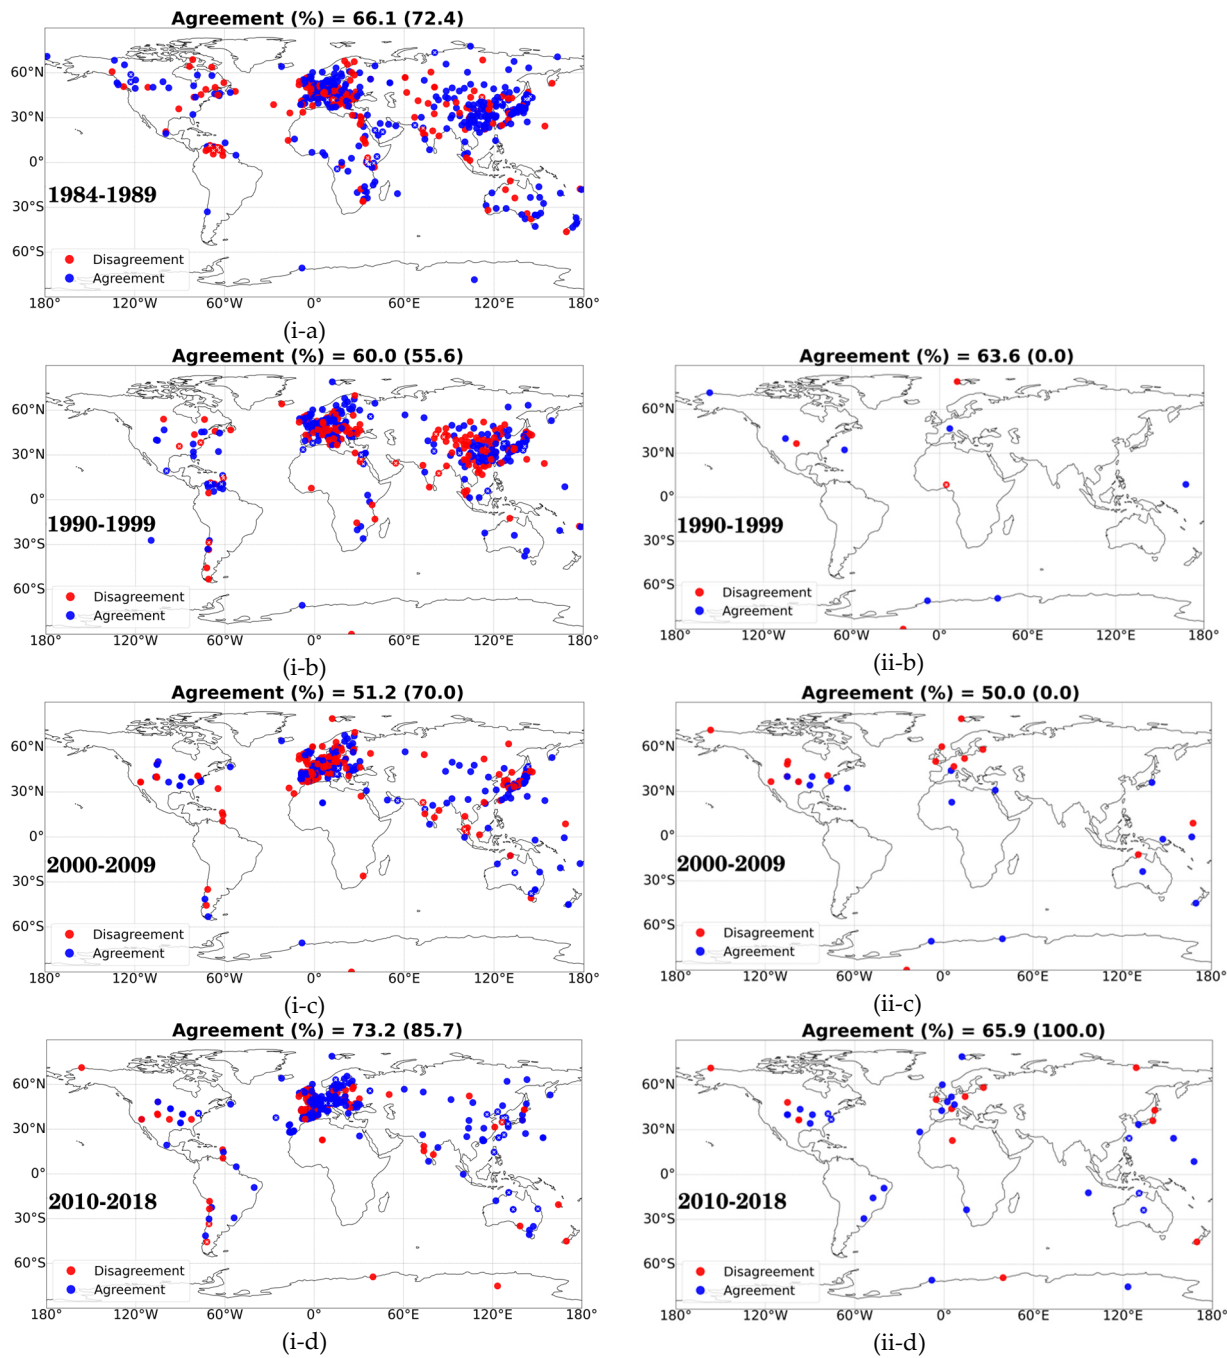 Agreement (%) = 66.1 (72.4)
60°N
30°N
0°
30°S
60°S
1984-1989
Disagreement
Agreement
180° 120°W 60°W 0° 60°E 120°E 180°
(i-a)
Agreement (%) = 60.0 (55.6)
60°N
30°N
0°
30°S
60°S
1990-1999
Disagreement
Agreement
180° 120°W 60°W 0° 60°E 120°E 180°
(i-b)
Agreement (%) = 63.6 (0.0)
60°N
30°N
0°
30°S
60°S
1990-1999
Disagreement
Agreement
180° 120°W 60°W 0° 60°E 120°E 180°
(ii-b)
Agreement (%) = 51.2 (70.0)
60°N
30°N
0°
30°S
60°S
2000-2009
Disagreement
Agreement
180° 120°W 60°W 0° 60°E 120°E 180°
(i-c)
Agreement (%) = 50.0 (0.0)
60°N
30°N
0°
30°S
60°S
2000-2009
Disagreement
Agreement
180° 120°W 60°W 0° 60°E 120°E 180°
(ii-c)
Agreement (%) = 73.2 (85.7)
60°N
30°N
0°
30°S
60°S
2010-2018
Disagreement
Agreement
180° 120°W 60°W 0° 60°E 120°E 180°
(i-d)
Agreement (%) = 65.9 (100.0)
60°N
30°N
0°
30°S
60°S
2010-2018
Disagreement
Agreement
180° 120°W 60°W 0° 60°E 120°E 180°
(ii-d)